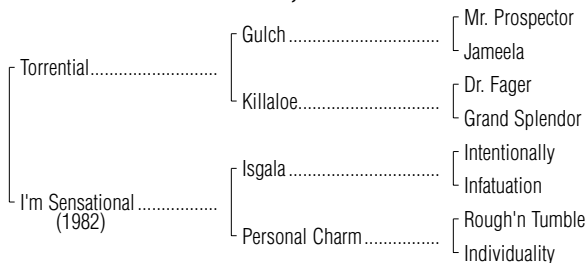 Mr. Prospector
Gulch
Jameela
Torrential
Dr. Fager
Killaloe
Grand Splendor
Intentionally
Isgala
Infatuation
I'm Sensational
(1982)
Rough'n Tumble
Personal Charm
Individuality